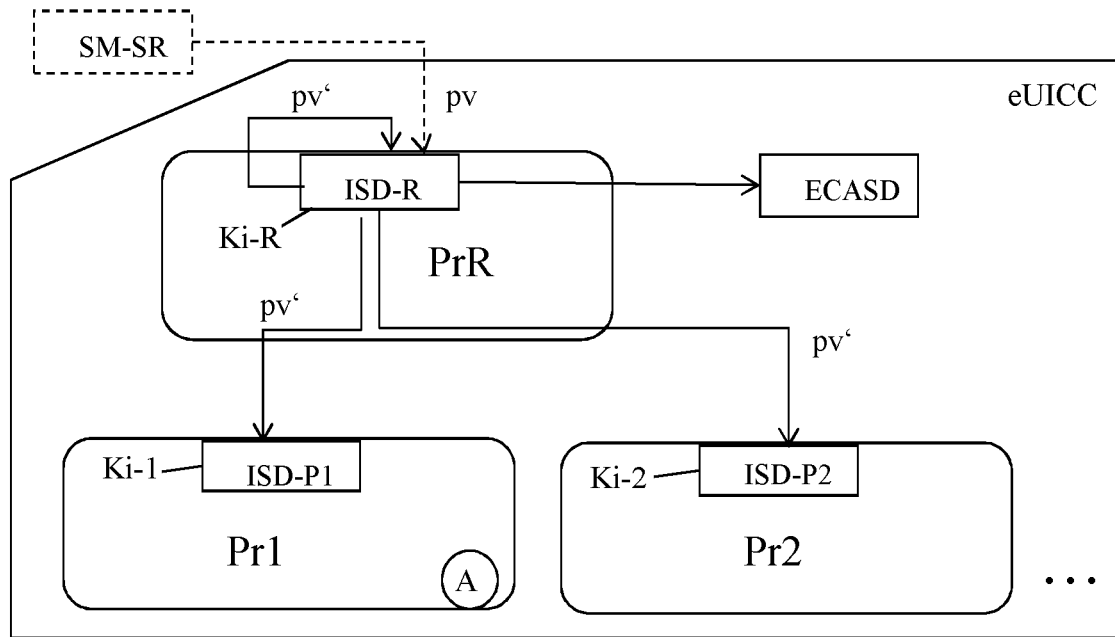 SM-SR
pv‘
pv
eUICC
ISD-R
ECASD
Ki-R
PrR
pv‘
pv‘
Ki-1
ISD-P1
Ki-2
ISD-P2
Pr1
A
Pr2
...